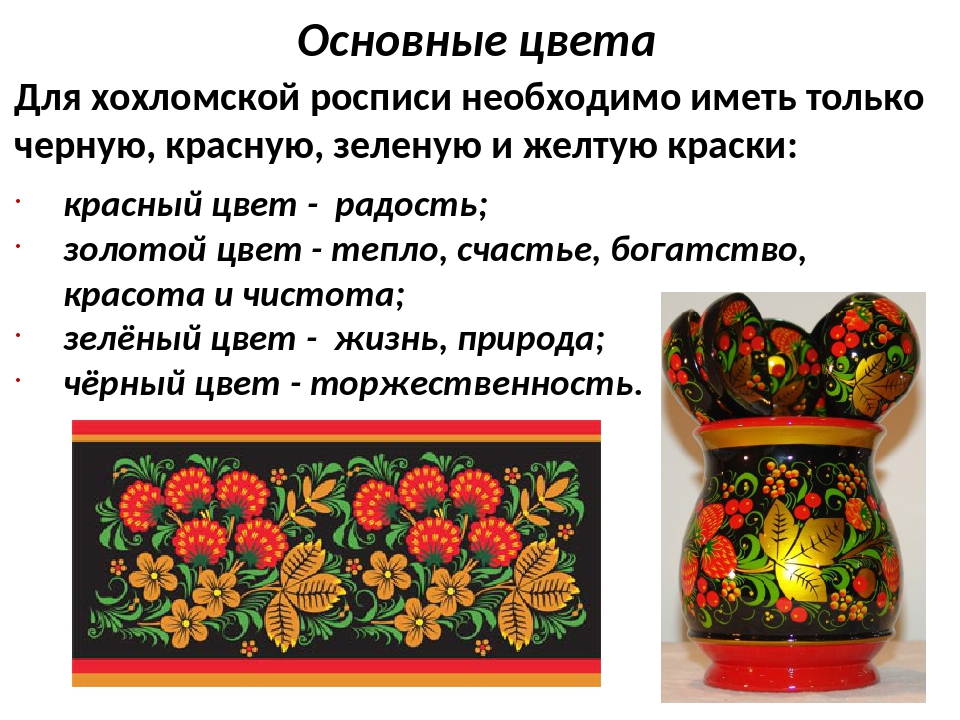 Основные цвета
Для хохломской росписи необходимо иметь только
черную, красную, зеленую и желтую краски:
· красный цвет - радость;
· золотой цвет - тепло, счастье, богатство,
красота и чистота;
· зелёный цвет - жизнь, природа;
· чёрный цвет - торжественность.